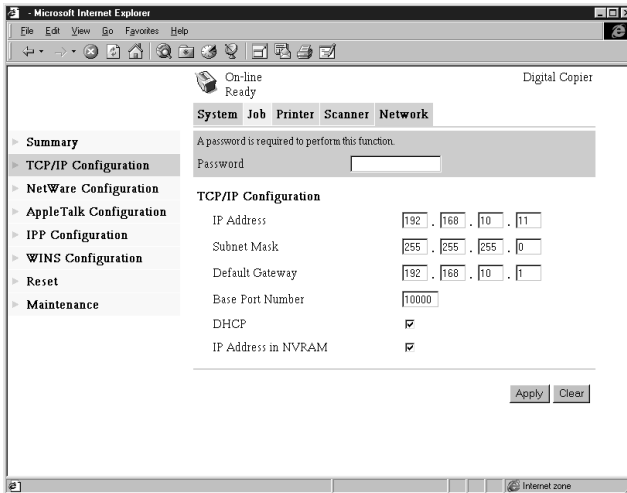 - Microsoft Internet Explorer
File Edit View Go Favorites Help
On-line
Ready
Digital Copier
System Job Printer Scanner Network
Summary
TCP/IP Configuration
NetWare Configuration
AppleTalk Configuration
IPP Configuration
WINS Configuration
Reset
Maintenance
A password is required to perform this function.
Password
TCP/IP Configuration
IP Address 192 . 168 . 10 . 11
Subnet Mask 255 . 255 . 255 . 0
Default Gateway 192 . 168 . 10 . 1
Base Port Number 10000
DHCP
IP Address in NVRAM
Apply Clear
Internet zone